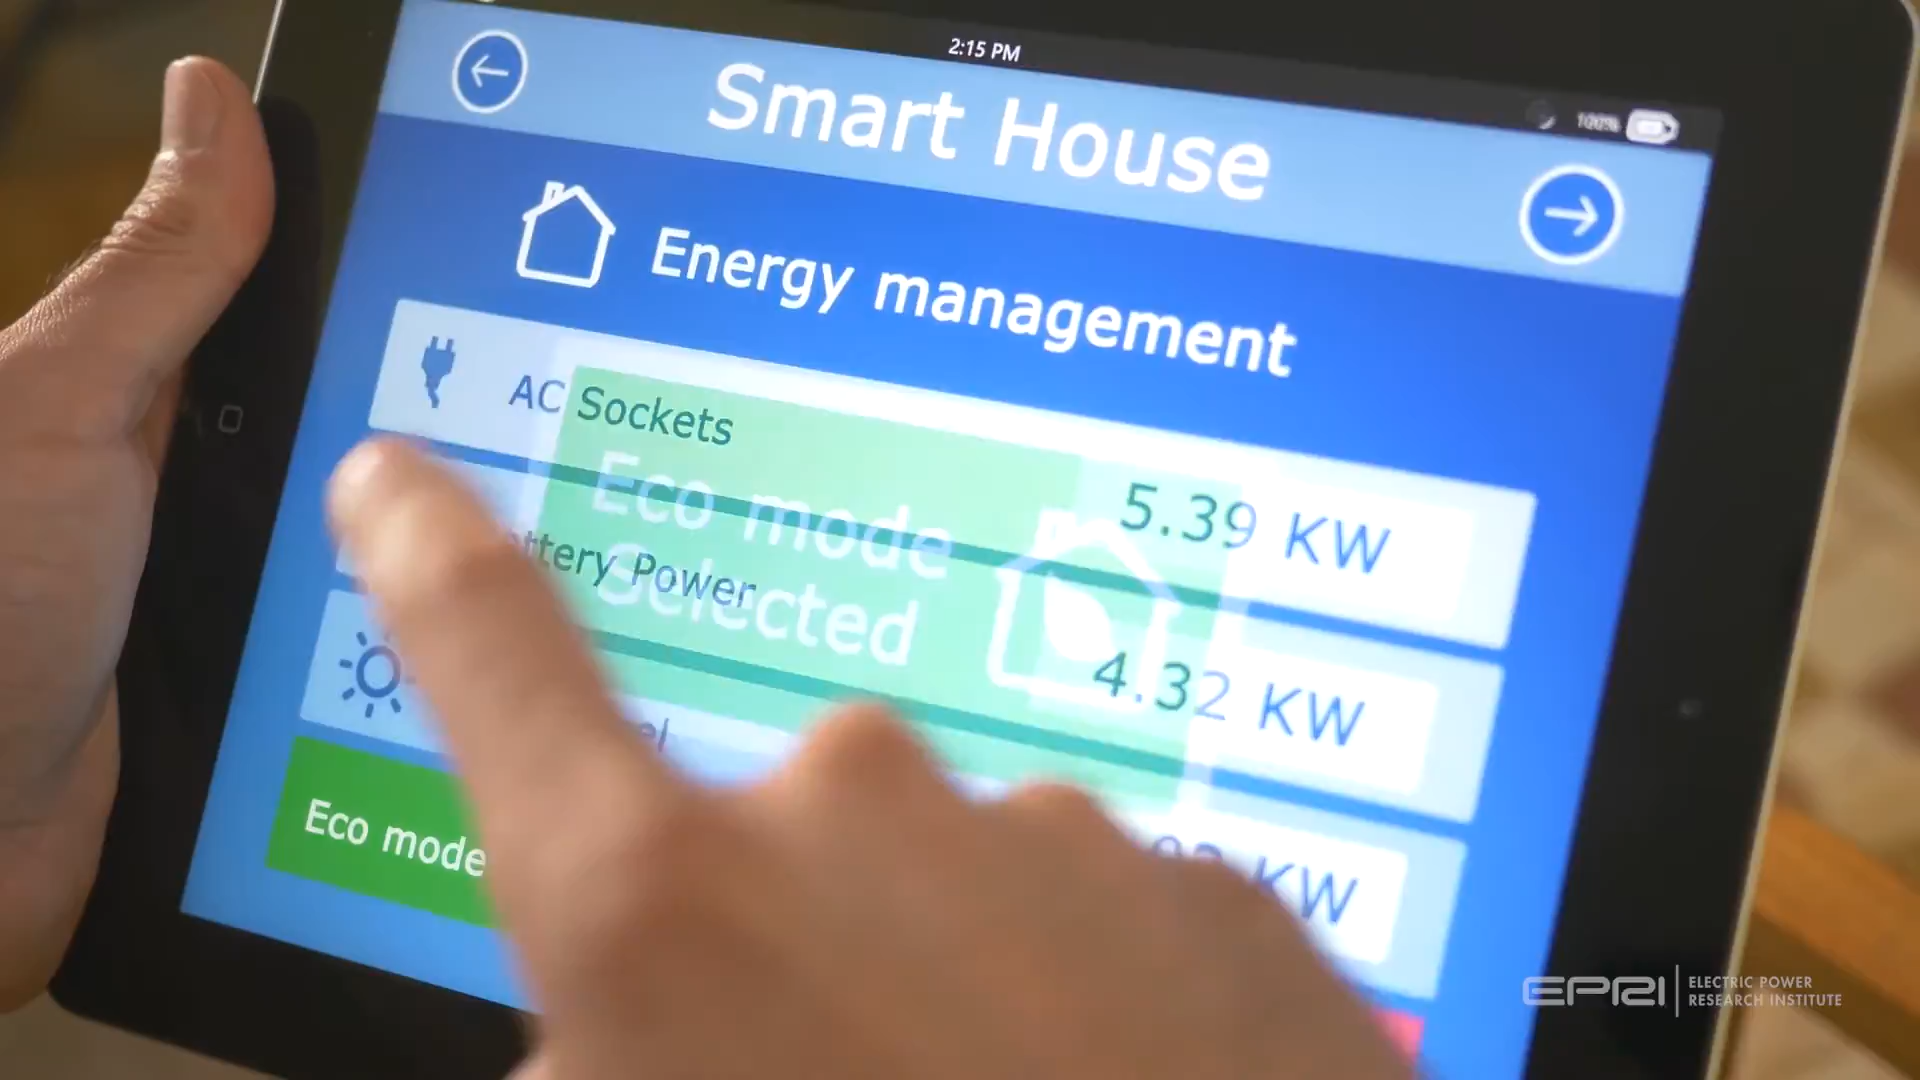 2:15 PM
100%
Smart House
Energy management
AC Sockets
5.39 KW
Eco mode
Selected
Power
4.32 KW
KW
Eco mode
EPRI
ELECTRIC POWER
RESEARCH INSTITUTE